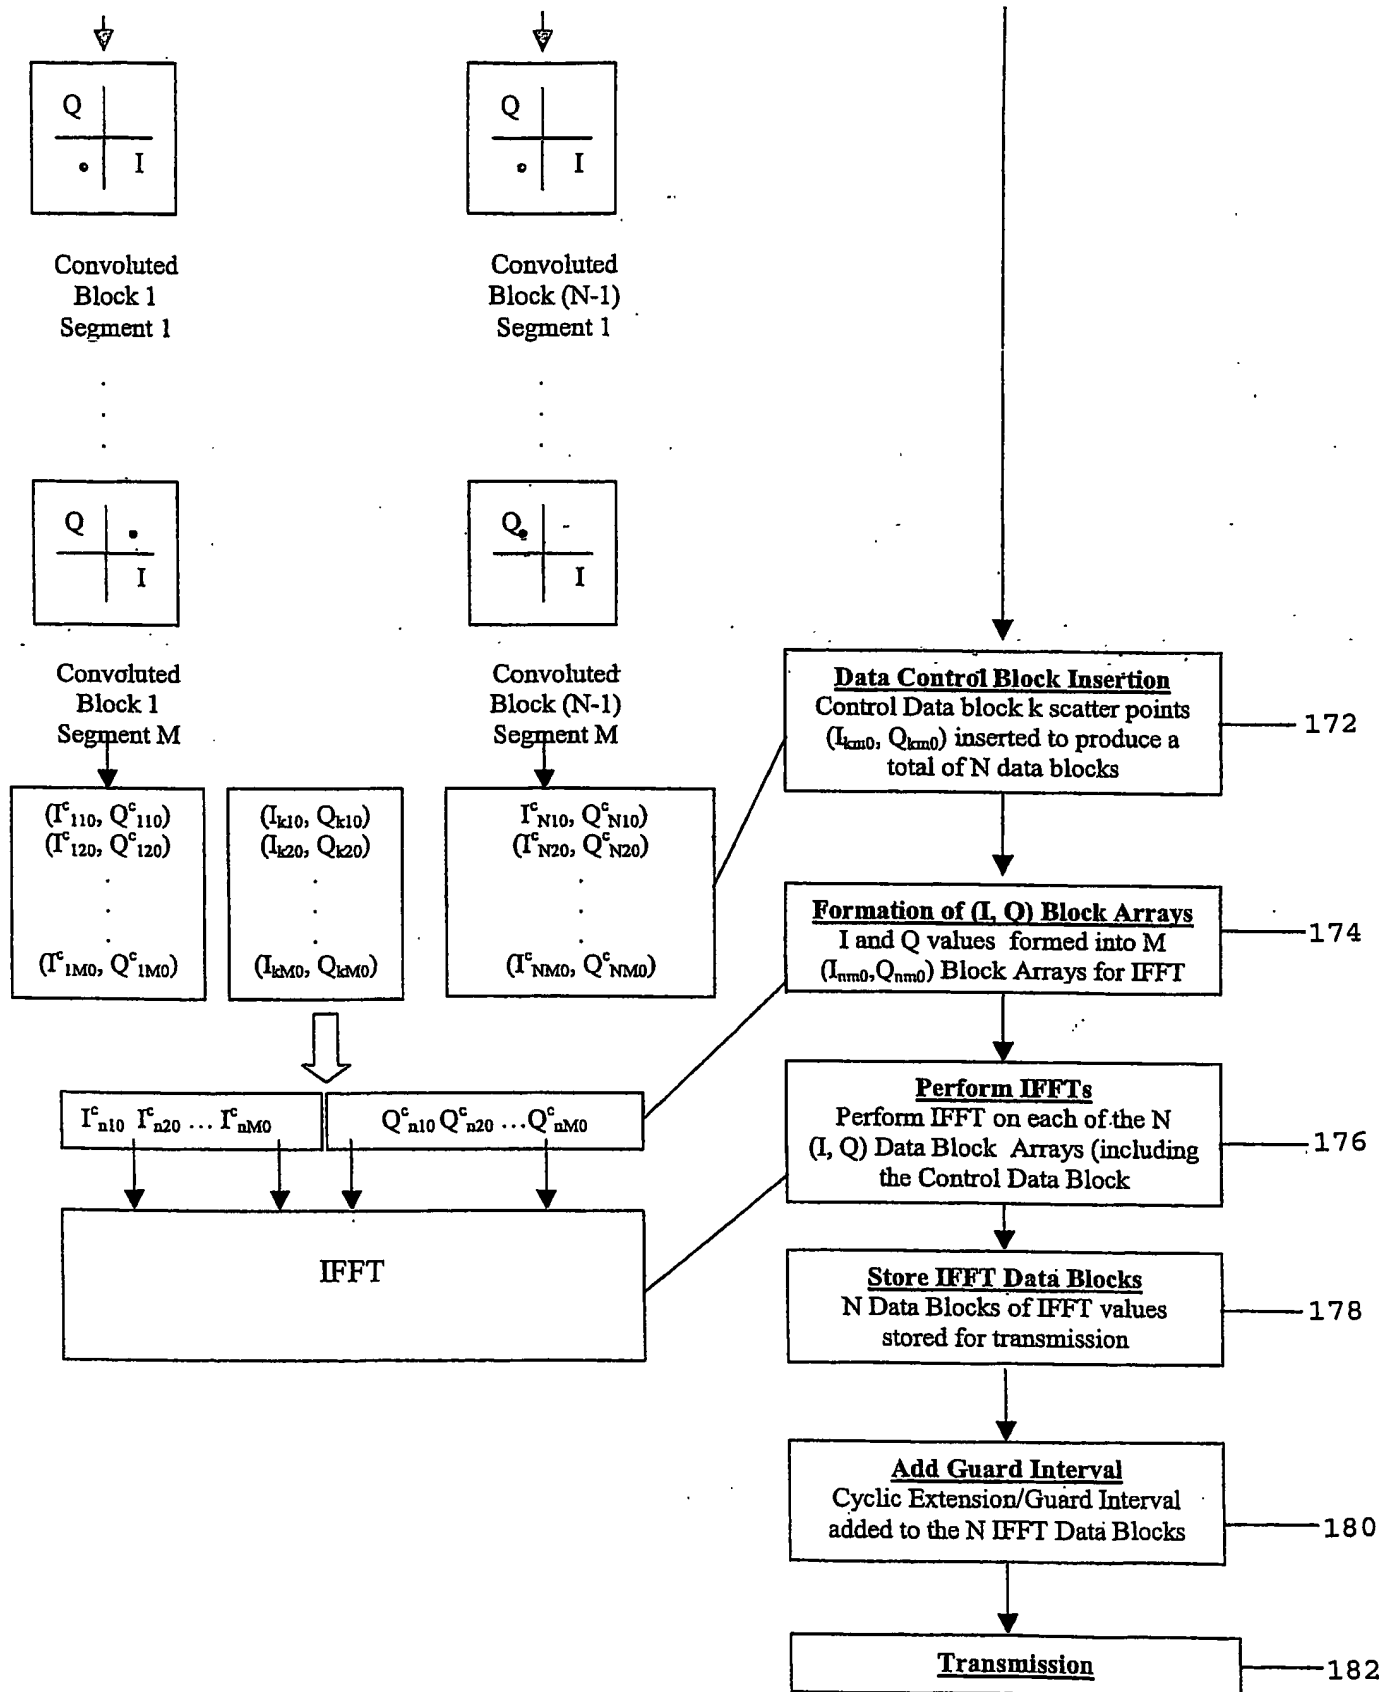 Q
I
Convoluted
Block 1
Segment 1
Q
I
Convoluted
Block (N-1)
Segment 1
Q
I
Convoluted
Block 1
Segment M
Q
I
Convoluted
Block (N-1)
Segment M
(Iᶜ₁₁₀, Qᶜ₁₁₀)
(Iᶜ₁₂₀, Qᶜ₁₂₀)
(Iᶜ₁M₀, Qᶜ₁M₀)
(Iₖ₁₀, Qₖ₁₀)
(Iₖ₂₀, Qₖ₂₀)
(IₖM₀, QₖM₀)
IᶜN₁₀, QᶜN₁₀)
(IᶜN₂₀, QᶜN₂₀)
(IᶜNM₀, QᶜNM₀)
Iᶜₙ₁₀ Iᶜₙ₂₀ ... IᶜₙM₀
Qᶜₙ₁₀ Qᶜₙ₂₀ ...QᶜₙM₀
IFFT
Data Control Block Insertion
Control Data block k scatter points
(Iₖₘ₀, Qₖₘ₀) inserted to produce a
total of N data blocks
172
Formation of (I, Q) Block Arrays
I and Q values formed into M
(Iₙₘ₀,Qₙₘ₀) Block Arrays for IFFT
174
Perform IFFTs
Perform IFFT on each of the N
(I, Q) Data Block Arrays (including
the Control Data Block
176
Store IFFT Data Blocks
N Data Blocks of IFFT values
stored for transmission
178
Add Guard Interval
Cyclic Extension/Guard Interval
added to the N IFFT Data Blocks
180
Transmission
182